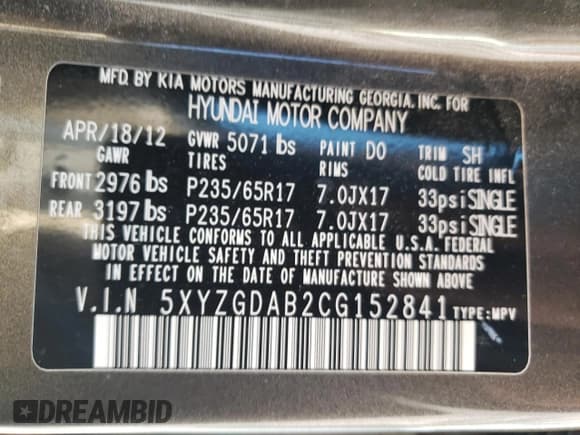 MFD. BY KIA MOTORS MANUFACTURING GEORGIA, INC. FOR
HYUNDAI MOTOR COMPANY
APR/18/12 GVWR 5071 lbs PAINT DO TRIM SH
GAWR TIRES RIMS COLD TIRE INFL
FRONT 2976 lbs P235/65R17 7.0JX17 33psi SINGLE
REAR 3197 lbs P235/65R17 7.0JX17 33psi SINGLE
THIS VEHICLE CONFORMS TO ALL APPLICABLE U.S.A. FEDERAL
MOTOR VEHICLE SAFETY AND THEFT PREVENTION STANDARDS
IN EFFECT ON THE DATE OF MANUFACTURE SHOWN ABOVE
V.I.N 5XYZGDAB2CG152841 TYPE:MPV
DREAMBID